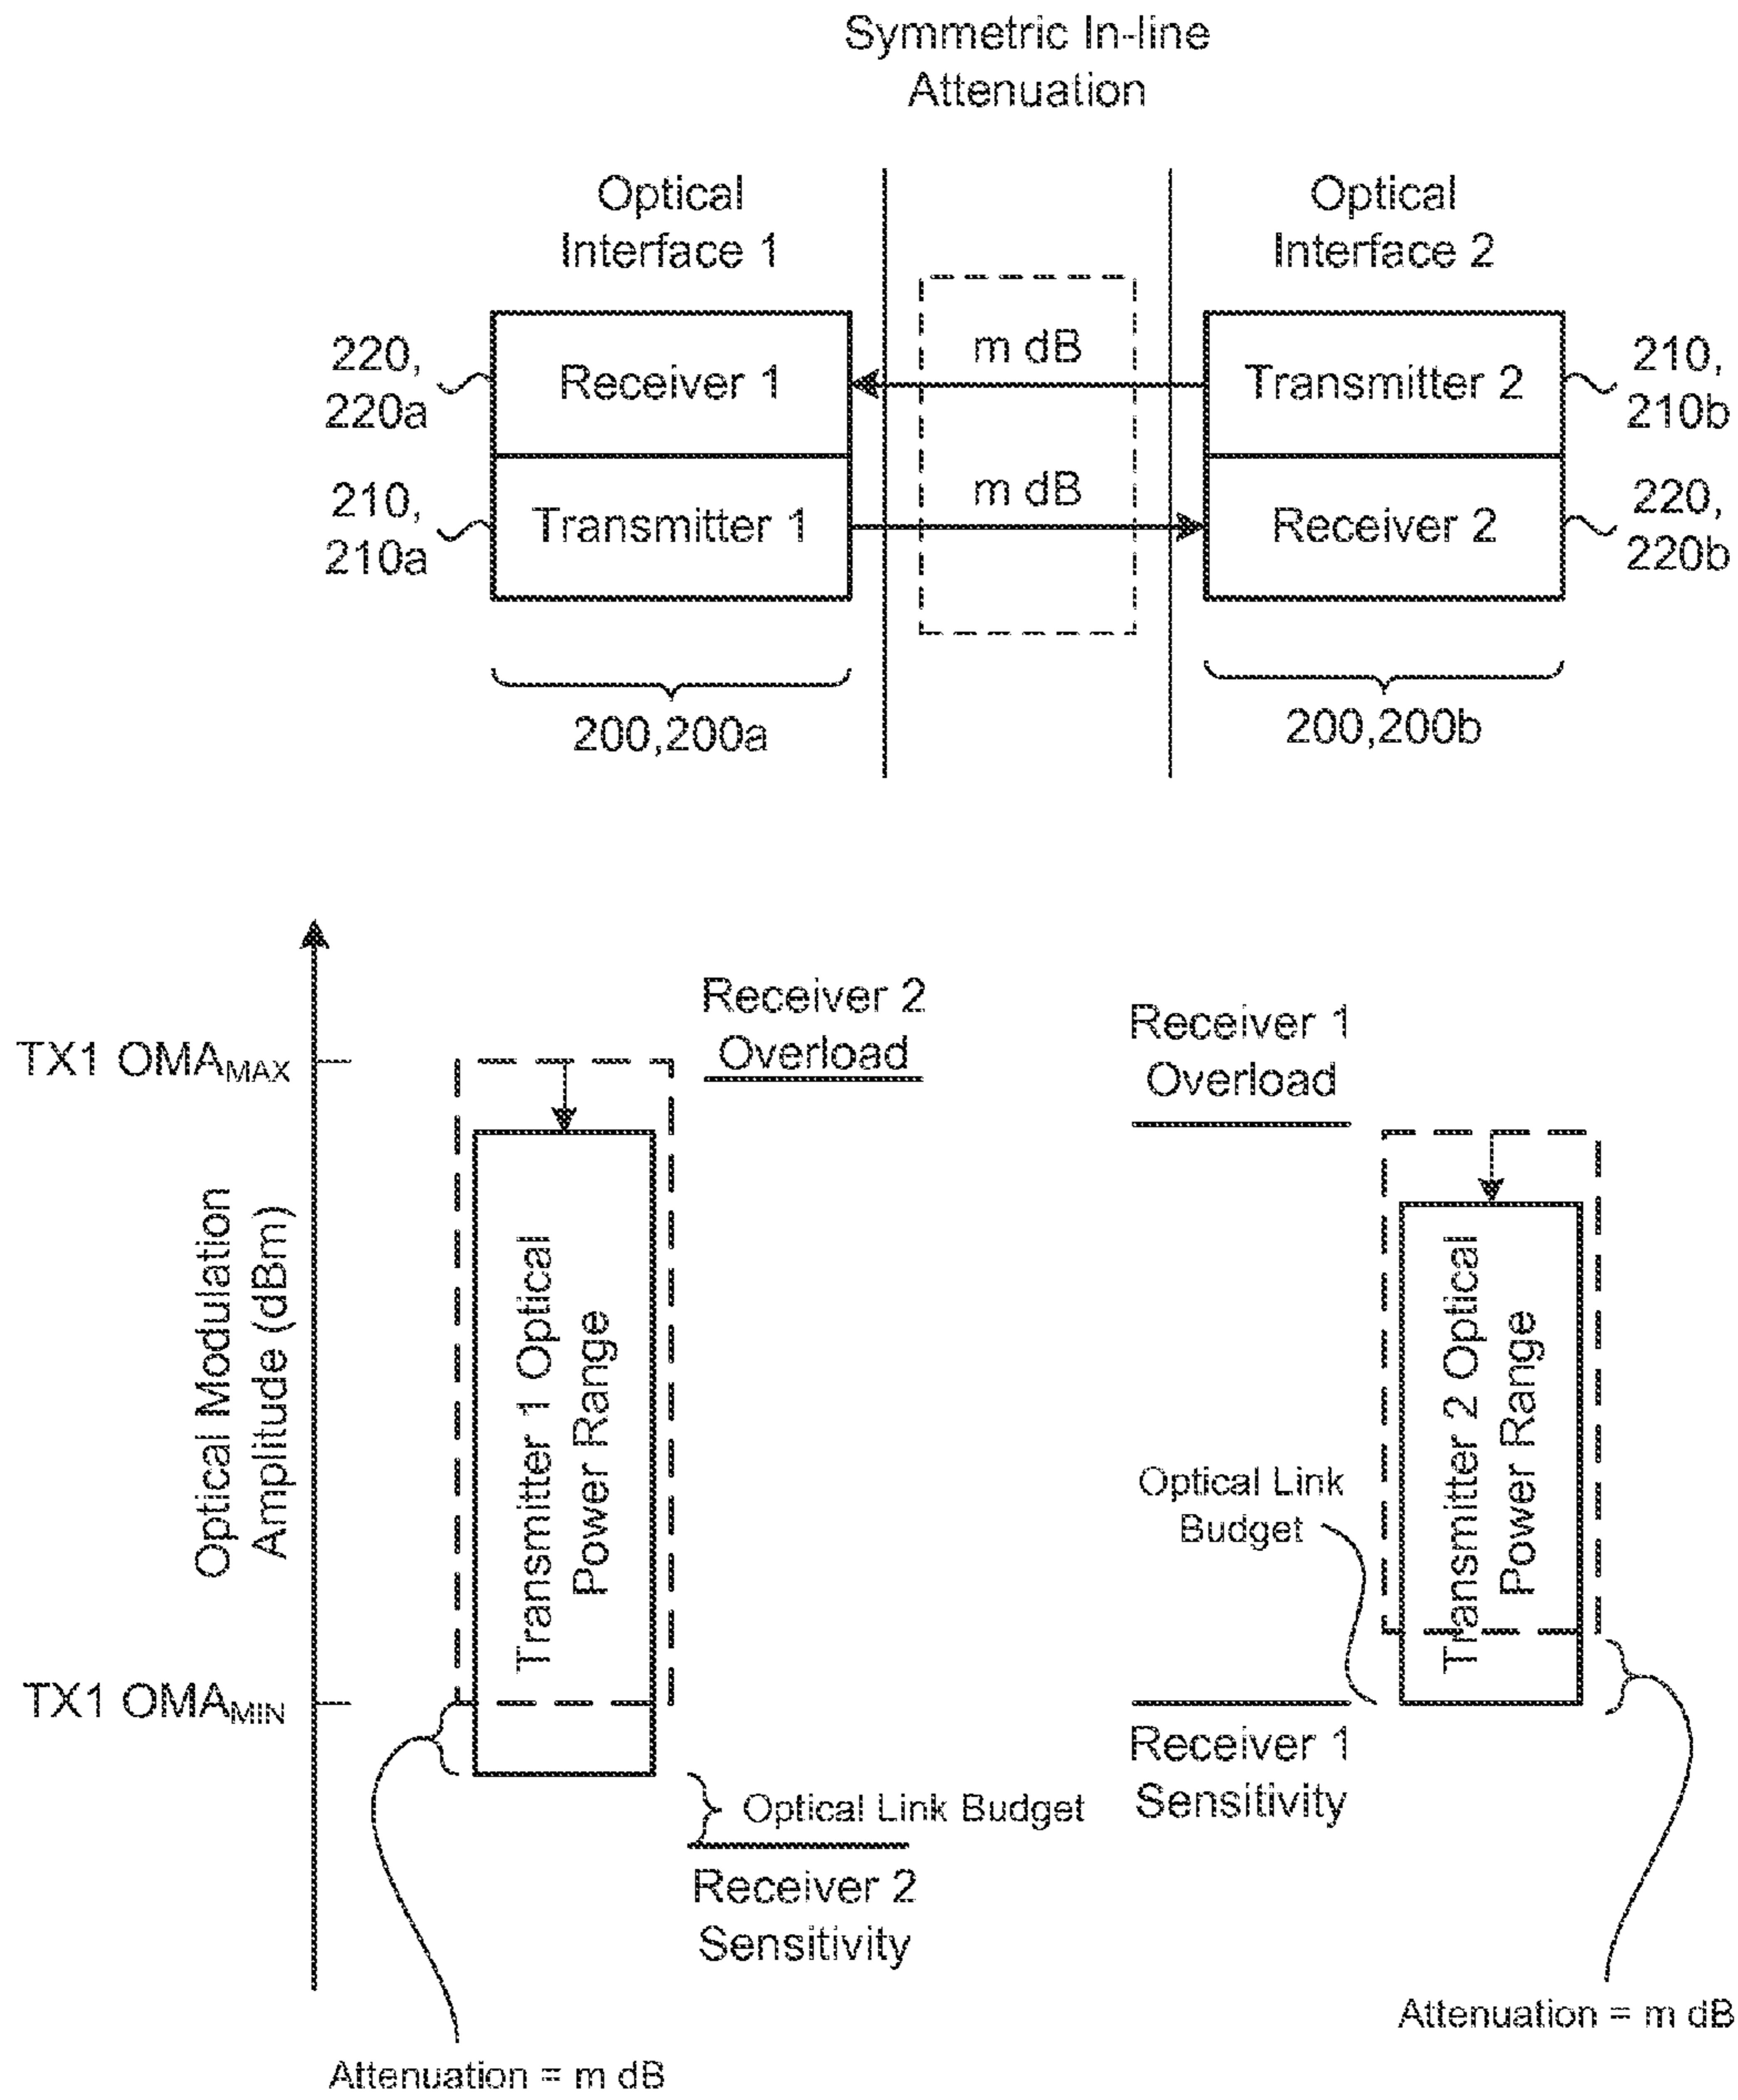 Symmetric In-line
Attenuation
Optical
Interface 1
Optical
Interface 2
220,
220a
Receiver 1
m dB
Transmitter 2
210,
210b
210,
210a
Transmitter 1
m dB
Receiver 2
220,
220b
200,200a
200,200b
Receiver 2
Overload
Receiver 1
Overload
TX1 OMAMAX
Optical Modulation
Amplitude (dBm)
Transmitter 1 Optical
Power Range
Transmitter 2 Optical
Power Range
Optical Link
Budget
TX1 OMAMIN
Receiver 1
Sensitivity
Optical Link Budget
Receiver 2
Sensitivity
Attenuation = m dB
Attenuation = m dB